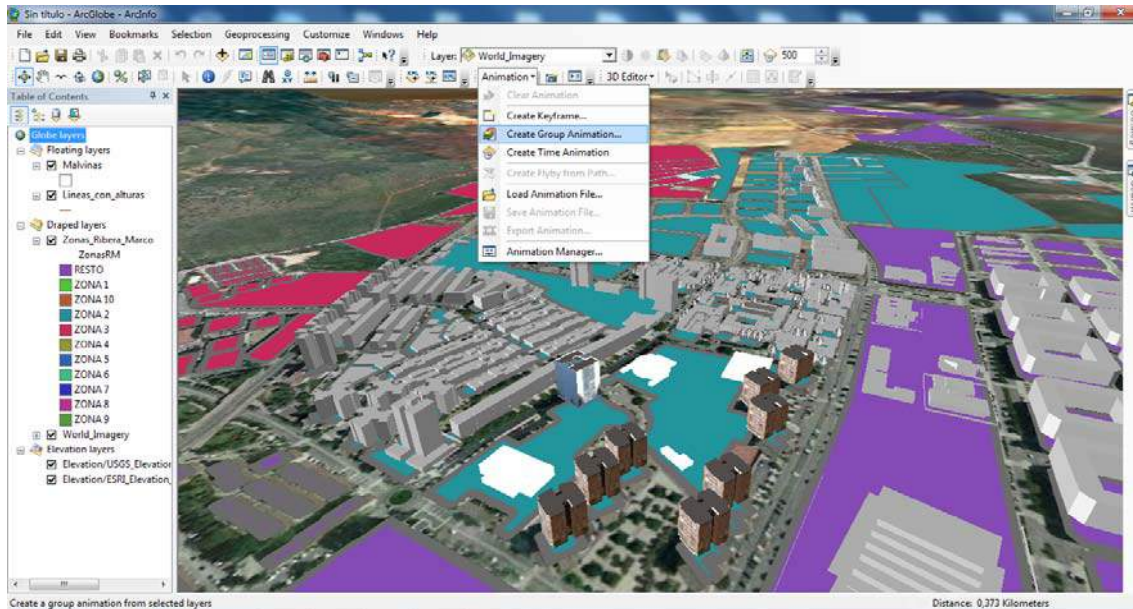 Sin título - ArcGlobe - ArcInfo
File Edit View Bookmarks Selection Geoprocessing Customize Windows Help
Layer: World_Imagery 500
Animation 3D Editor
Table of Contents
Clear Animation
Create Keyframe...
Create Group Animation...
Create Time Animation
Create Flyby from Path...
Load Animation File...
Save Animation File...
Export Animation...
Animation Manager...
Globe layers
Floating layers
Malvinas
Lineas_con_alturas
Draped layers
Zonas_Ribera_Marco
ZonasRM
RESTO
ZONA 1
ZONA 10
ZONA 2
ZONA 3
ZONA 4
ZONA 5
ZONA 6
ZONA 7
ZONA 8
ZONA 9
World_Imagery
Elevation layers
Elevation/USGS_Elevation
Elevation/ESRI_Elevation_
Create a group animation from selected layers
Distance: 0,373 Kilometers